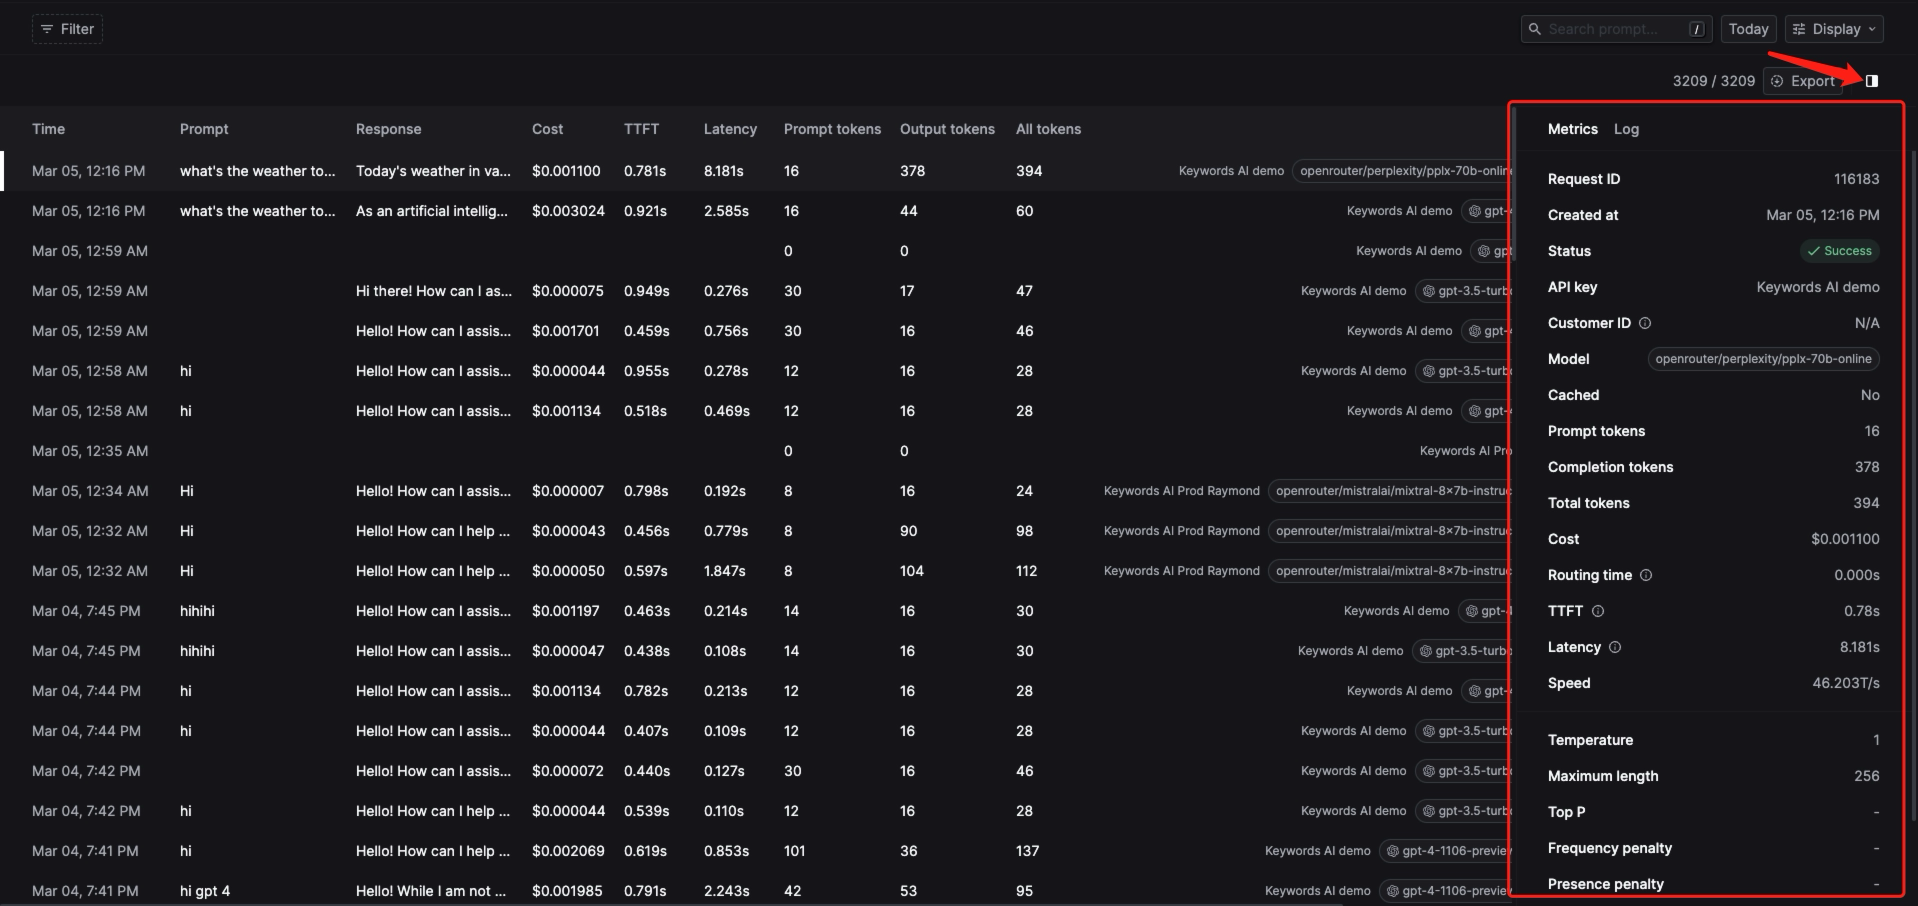 Filter
Search prompt... /
Today
Display
3209 / 3209
Export
Time Prompt Response Cost TTFT Latency Prompt tokens Output tokens All tokens
Mar 05, 12:16 PM what's the weather to... Today's weather in va... $0.001100 0.781s 8.181s 16 378 394 Keywords AI demo openrouter/perplexity/pplx-70b-online
Mar 05, 12:16 PM what's the weather to... As an artificial intellig... $0.003024 0.921s 2.585s 16 44 60 Keywords AI demo gpt-4
Mar 05, 12:59 AM 0 0 Keywords AI demo gpt
Mar 05, 12:59 AM Hi there! How can I as... $0.000075 0.949s 0.276s 30 17 47 Keywords AI demo gpt-3.5-turbo
Mar 05, 12:59 AM Hello! How can I assis... $0.001701 0.459s 0.756s 30 16 46 Keywords AI demo gpt-4
Mar 05, 12:58 AM hi Hello! How can I assis... $0.000044 0.955s 0.278s 12 16 28 Keywords AI demo gpt-3.5-turbo
Mar 05, 12:58 AM hi Hello! How can I assis... $0.001134 0.518s 0.469s 12 16 28 Keywords AI demo gpt-4
Mar 05, 12:35 AM 0 0 Keywords AI Pro
Mar 05, 12:34 AM Hi Hello! How can I assis... $0.000007 0.798s 0.192s 8 16 24 Keywords AI Prod Raymond openrouter/mistralai/mixtral-8x7b-instruc
Mar 05, 12:32 AM Hi Hello! How can I help ... $0.000043 0.456s 0.779s 8 90 98 Keywords AI Prod Raymond openrouter/mistralai/mixtral-8x7b-instruc
Mar 05, 12:32 AM Hi Hello! How can I help ... $0.000050 0.597s 1.847s 8 104 112 Keywords AI Prod Raymond openrouter/mistralai/mixtral-8x7b-instruc
Mar 04, 7:45 PM hihihi Hello! How can I assis... $0.001197 0.463s 0.214s 14 16 30 Keywords AI demo gpt-4
Mar 04, 7:45 PM hihihi Hello! How can I assis... $0.000047 0.438s 0.108s 14 16 30 Keywords AI demo gpt-3.5-turbo
Mar 04, 7:44 PM hi Hello! How can I assis... $0.001134 0.782s 0.213s 12 16 28 Keywords AI demo gpt-4
Mar 04, 7:44 PM hi Hello! How can I assis... $0.000044 0.407s 0.109s 12 16 28 Keywords AI demo gpt-3.5-turbo
Mar 04, 7:42 PM Hello! How can I assis... $0.000072 0.440s 0.127s 30 16 46 Keywords AI demo gpt-3.5-turbo
Mar 04, 7:42 PM hi Hello! How can I help ... $0.000044 0.539s 0.110s 12 16 28 Keywords AI demo gpt-3.5-turbo
Mar 04, 7:41 PM hi Hello! How can I help ... $0.002069 0.619s 0.853s 101 36 137 Keywords AI demo gpt-4-1106-preview
Mar 04, 7:41 PM hi gpt 4 Hello! While I am not ... $0.001985 0.791s 2.243s 42 53 95 Keywords AI demo gpt-4-1106-preview
Metrics Log
Request ID 116183
Created at Mar 05, 12:16 PM
Status Success
API key Keywords AI demo
Customer ID N/A
Model openrouter/perplexity/pplx-70b-online
Cached No
Prompt tokens 16
Completion tokens 378
Total tokens 394
Cost $0.001100
Routing time 0.000s
TTFT 0.78s
Latency 8.181s
Speed 46.203T/s
Temperature 1
Maximum length 256
Top P -
Frequency penalty -
Presence penalty -